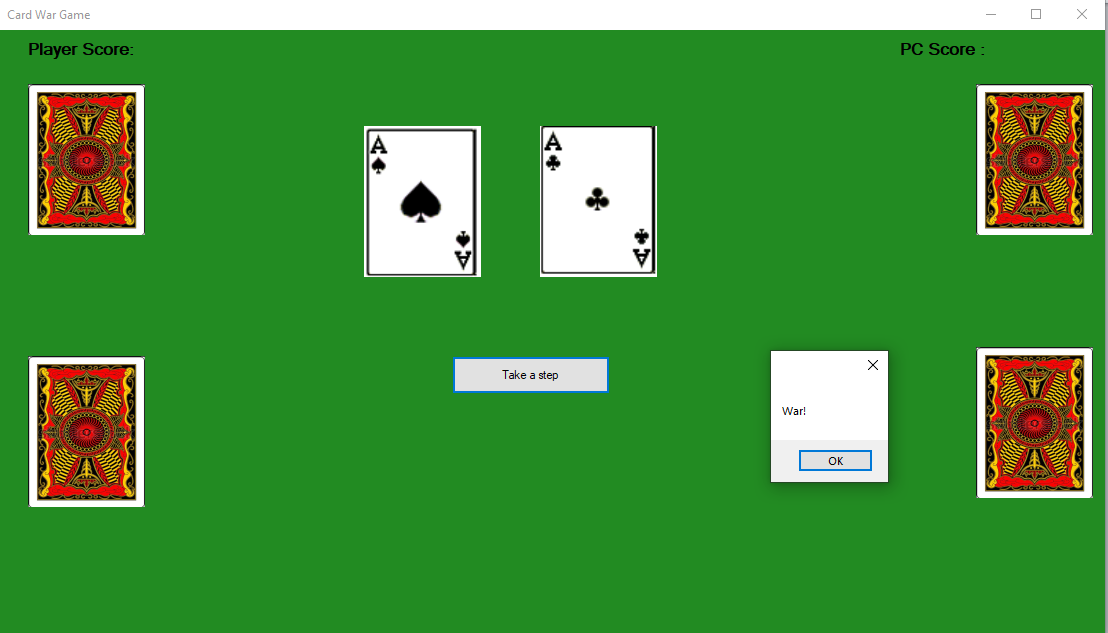 Card War Game
Player Score:
PC Score :
A
A
A
A
Take a step
War!
OK